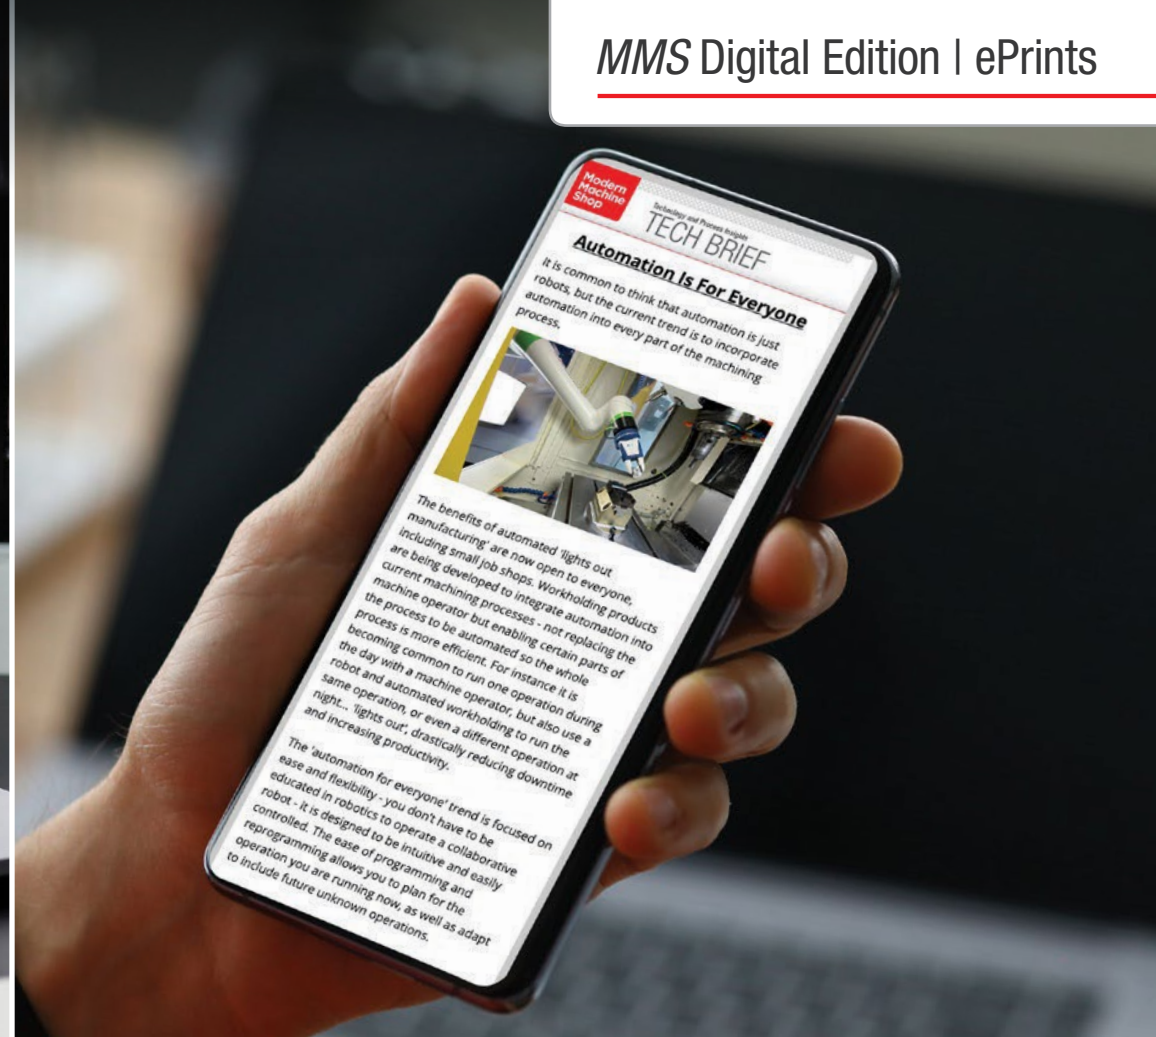 MMS Digital Edition | ePrints
Modern
Machine
Shop
Technology and Process Insights
TECH BRIEF
Automation Is For Everyone
It is common to think that automation is just
robots, but the current trend is to incorporate
automation into every part of the machining
process.
The benefits of automated 'lights out
manufacturing' are now open to everyone,
including small job shops. Workholding products
are being developed to integrate automation into
current machining processes - not replacing the
machine operator but enabling certain parts of
the process to be automated so the whole
process is more efficient. For instance it is
becoming common to run one operation during
the day with a machine operator, but also use a
robot and automated workholding to run the
same operation, or even a different operation at
night... 'lights out', drastically reducing downtime
and increasing productivity.
The 'automation for everyone' trend is focused on
ease and flexibility - you don't have to be
educated in robotics to operate a collaborative
robot - it is designed to be intuitive and easily
controlled. The ease of programming and
reprogramming allows you to plan for the
operation you are running now, as well as adapt
to include future unknown operations.